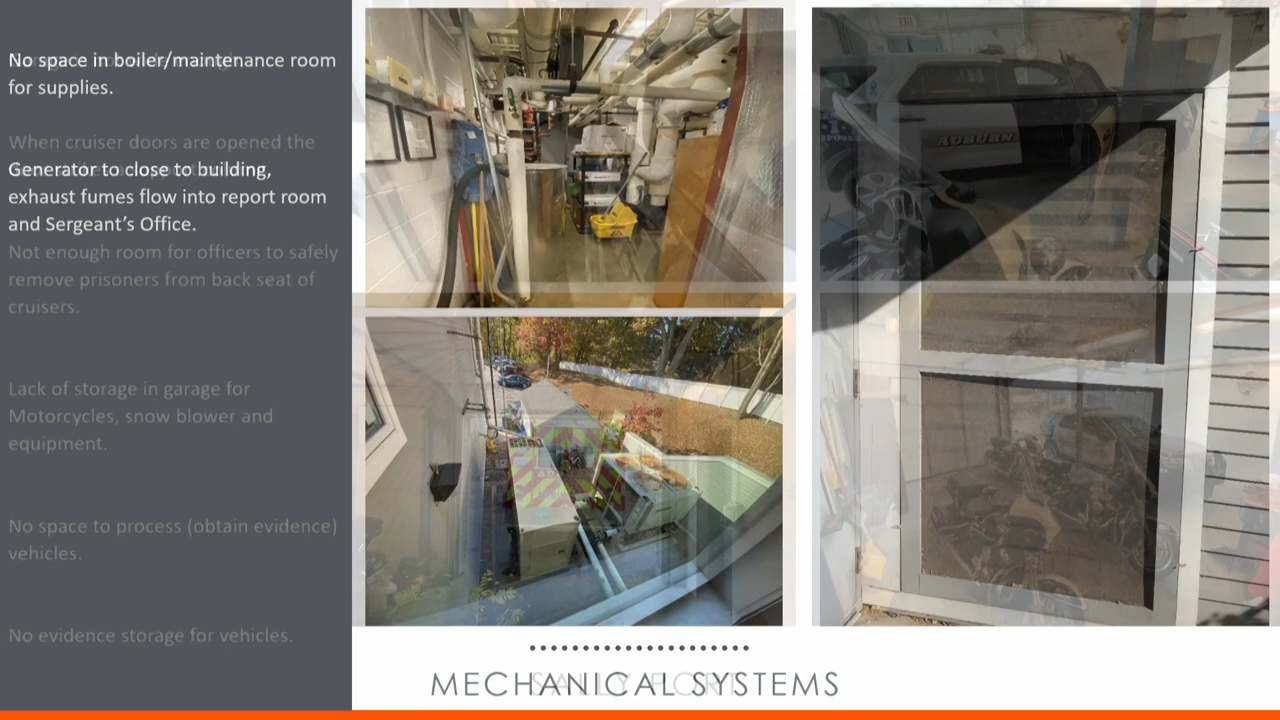 No space in boiler/maintenance room
for supplies.
When cruiser doors are opened the
Generator to close to building,
exhaust fumes flow into report room
and Sergeant’s Office.
Not enough room for officers to safely
remove prisoners from back seat of
cruisers.
Lack of storage in garage for
Motorcycles, snow blower and
equipment.
No space to process (obtain evidence)
vehicles.
No evidence storage for vehicles.
AUBURN
MECHANICAL SYSTEMS
SALLY PORT